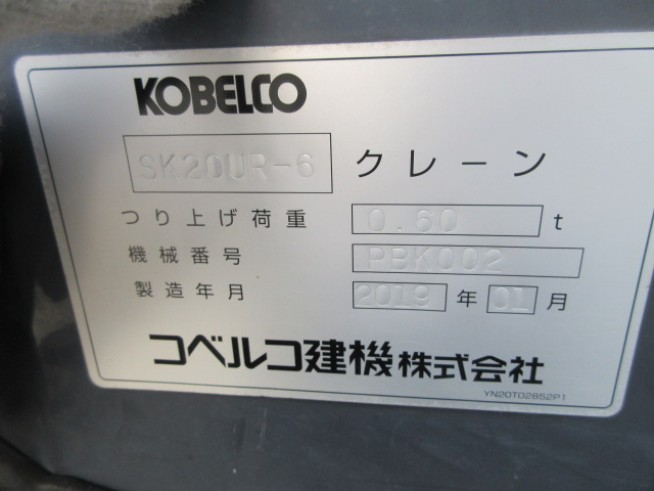 KOBELCO
SK20UR-6 クレーン
つり上げ荷重 0.60 t
機械番号 PBK002
製造年月 2019 年 01 月
コベルコ建機株式会社
YN20T02852P1